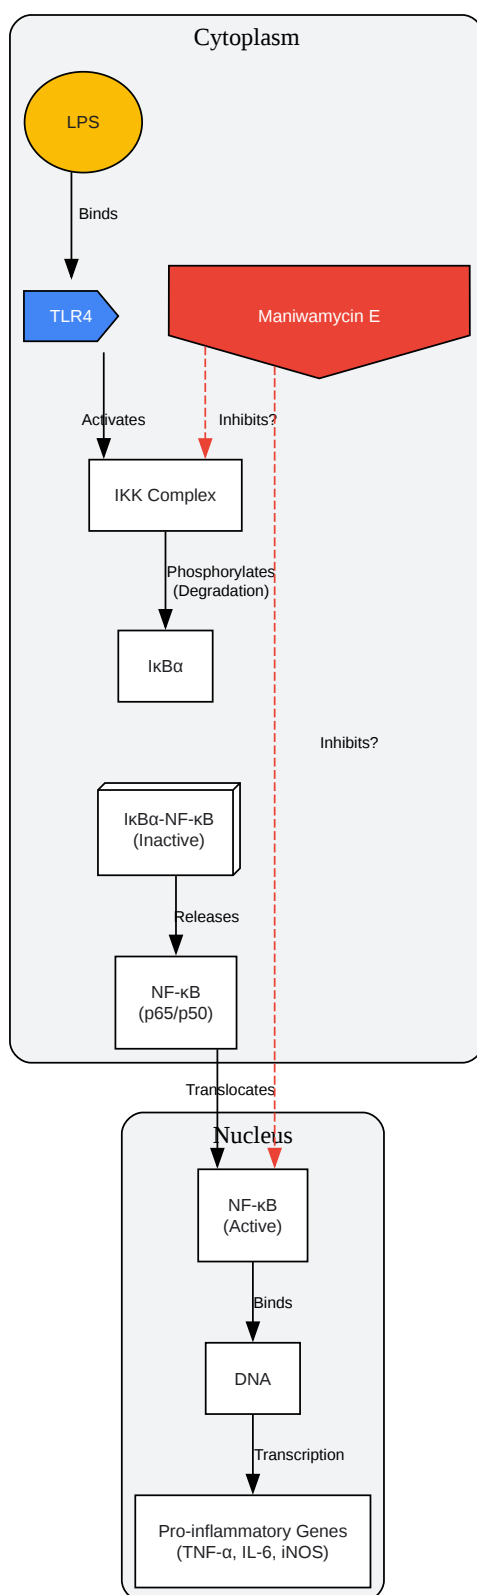 Cytoplasm
LPS
Binds
TLR4
Maniwamycin E
Activates
Inhibits?
IKK Complex
Phosphorylates
(Degradation)
IκBα
Inhibits?
IκBα-NF-κB
(Inactive)
Releases
NF-κB
(p65/p50)
Translocates
Nucleus
NF-κB
(Active)
Binds
DNA
Transcription
Pro-inflammatory Genes
(TNF-α, IL-6, iNOS)